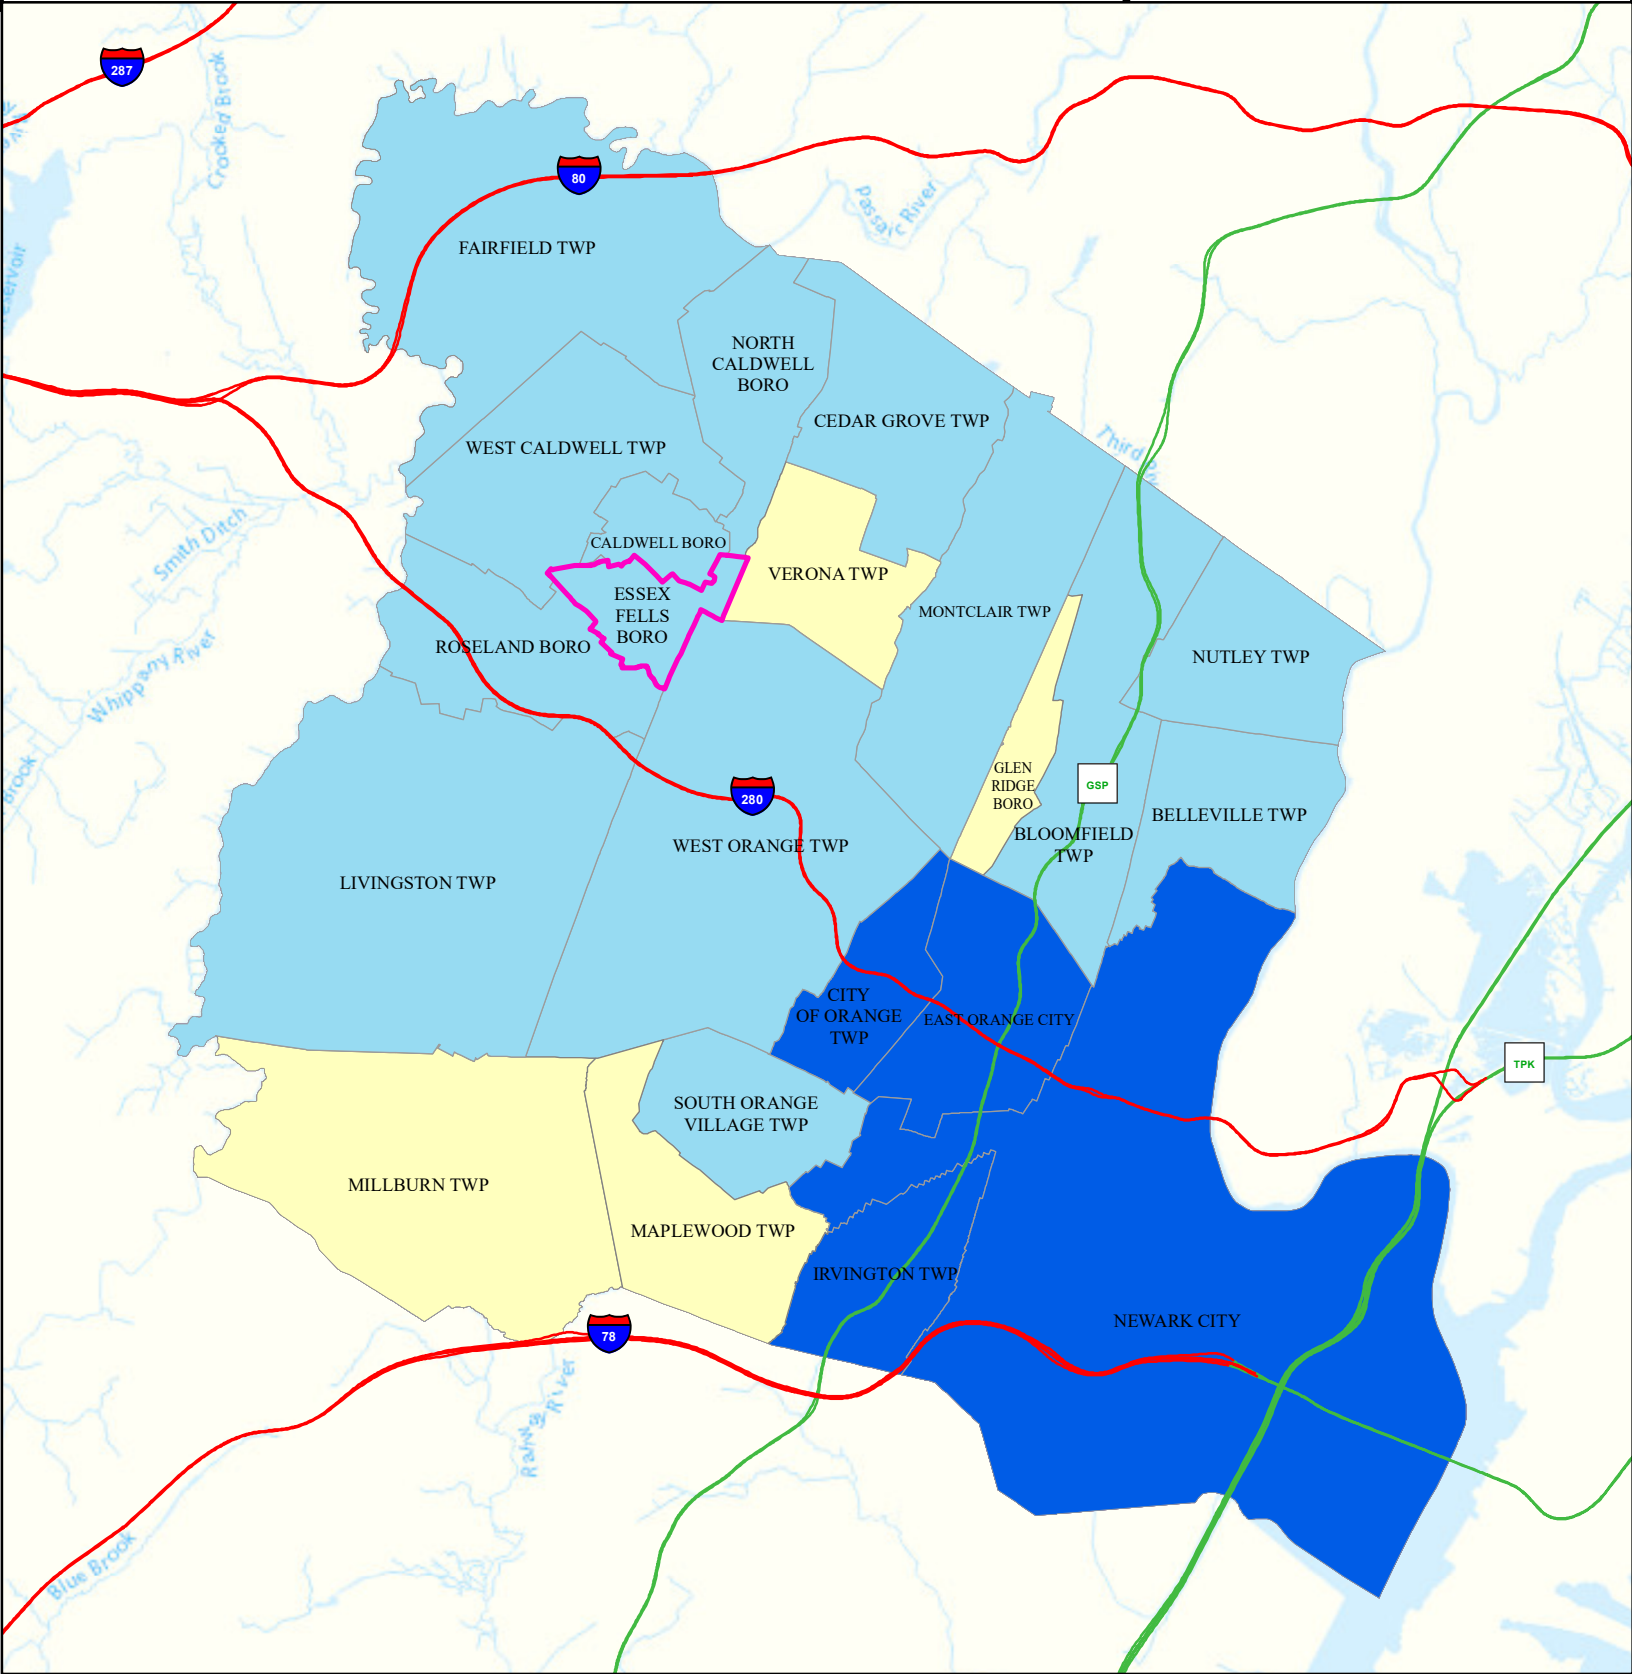 287
Crooked Brook
80
Passaic River
FAIRFIELD TWP
NORTH
CALDWELL
BORO
CEDAR GROVE TWP
WEST CALDWELL TWP
Third
Smith Ditch
CALDWELL BORO
VERONA TWP
ESSEX
FELLS
BORO
MONTCLAIR TWP
ROSELAND BORO
NUTLEY TWP
Whippany River
Brook
GLEN
RIDGE
BORO
GSP
280
BELLEVILLE TWP
BLOOMFIELD
TWP
WEST ORANGE TWP
LIVINGSTON TWP
CITY
OF ORANGE
TWP
EAST ORANGE CITY
TPK
SOUTH ORANGE
VILLAGE TWP
MILLBURN TWP
MAPLEWOOD TWP
IRVINGTON TWP
NEWARK CITY
78
River
Blue Brook